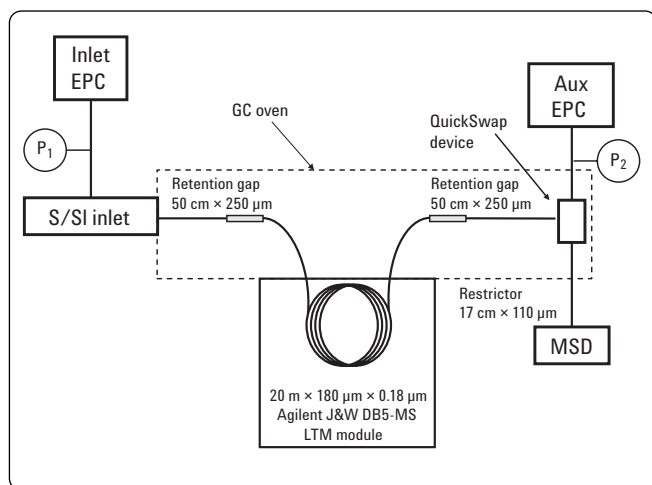 Inlet
EPC
P1
S/SI inlet
GC oven
Retention gap
50 cm × 250 µm
Retention gap
50 cm × 250 µm
QuickSwap
device
Aux
EPC
P2
Restrictor
17 cm × 110 µm
MSD
20 m × 180 µm × 0.18 µm
Agilent J&W DB5-MS
LTM module